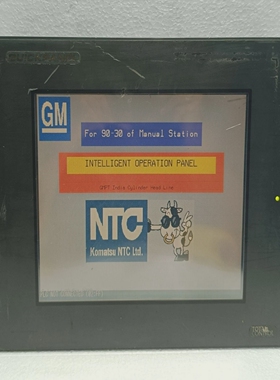 GM
For 90-30 of Manual Station
INTELLIGENT OPERATION PANEL
NTC
Komatsu NTC Ltd.